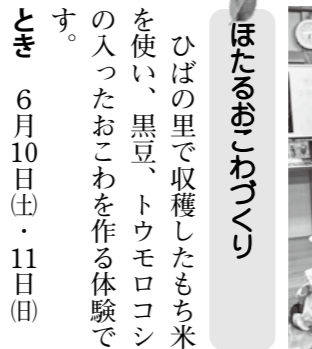 ほたるおこわづくり
ひばの里で収穫したもち米
を使い、黒豆、トウモロコシ
の入ったおこわを作る体験で
す。
とき　6月10日㈯・11日㈰